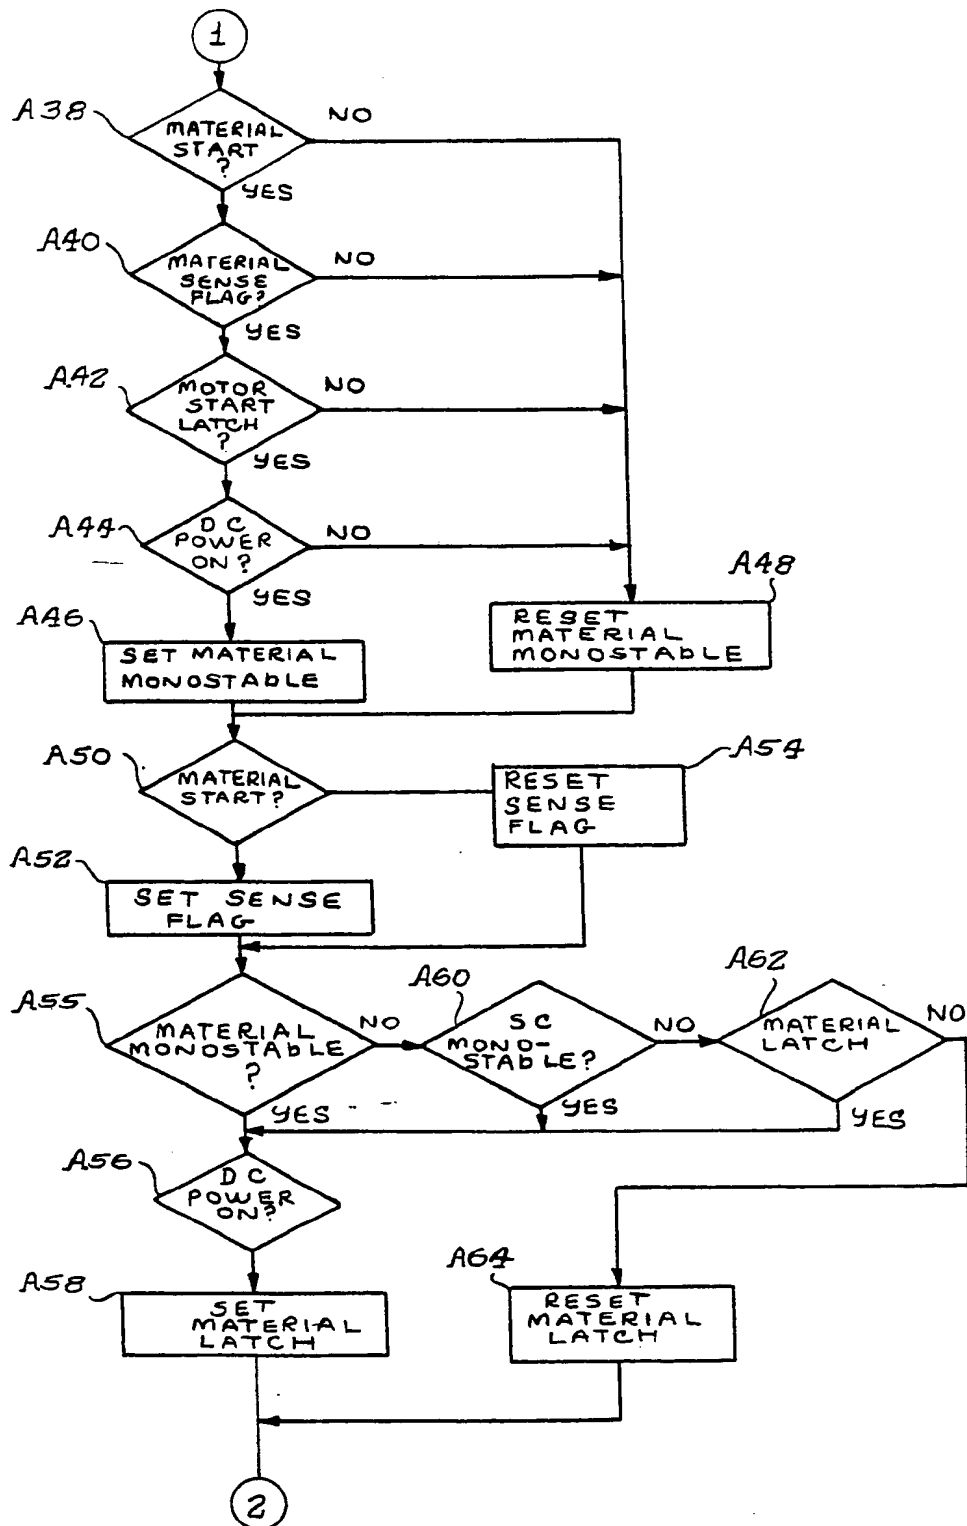 1
A38
MATERIAL
START
?
NO
YES
A40
MATERIAL
SENSE
FLAG?
NO
YES
A42
MOTOR
START
LATCH
?
NO
YES
A44
DC
POWER
ON?
NO
YES
A46
SET MATERIAL
MONOSTABLE
A48
RESET
MATERIAL
MONOSTABLE
A50
MATERIAL
START?
A54
RESET
SENSE
FLAG
A52
SET SENSE
FLAG
A55
MATERIAL
MONOSTABLE
?
NO
YES
A60
SC
MONO-
STABLE?
NO
YES
A62
MATERIAL
LATCH
NO
YES
A56
DC
POWER
ON?
A58
SET
MATERIAL
LATCH
A64
RESET
MATERIAL
LATCH
2